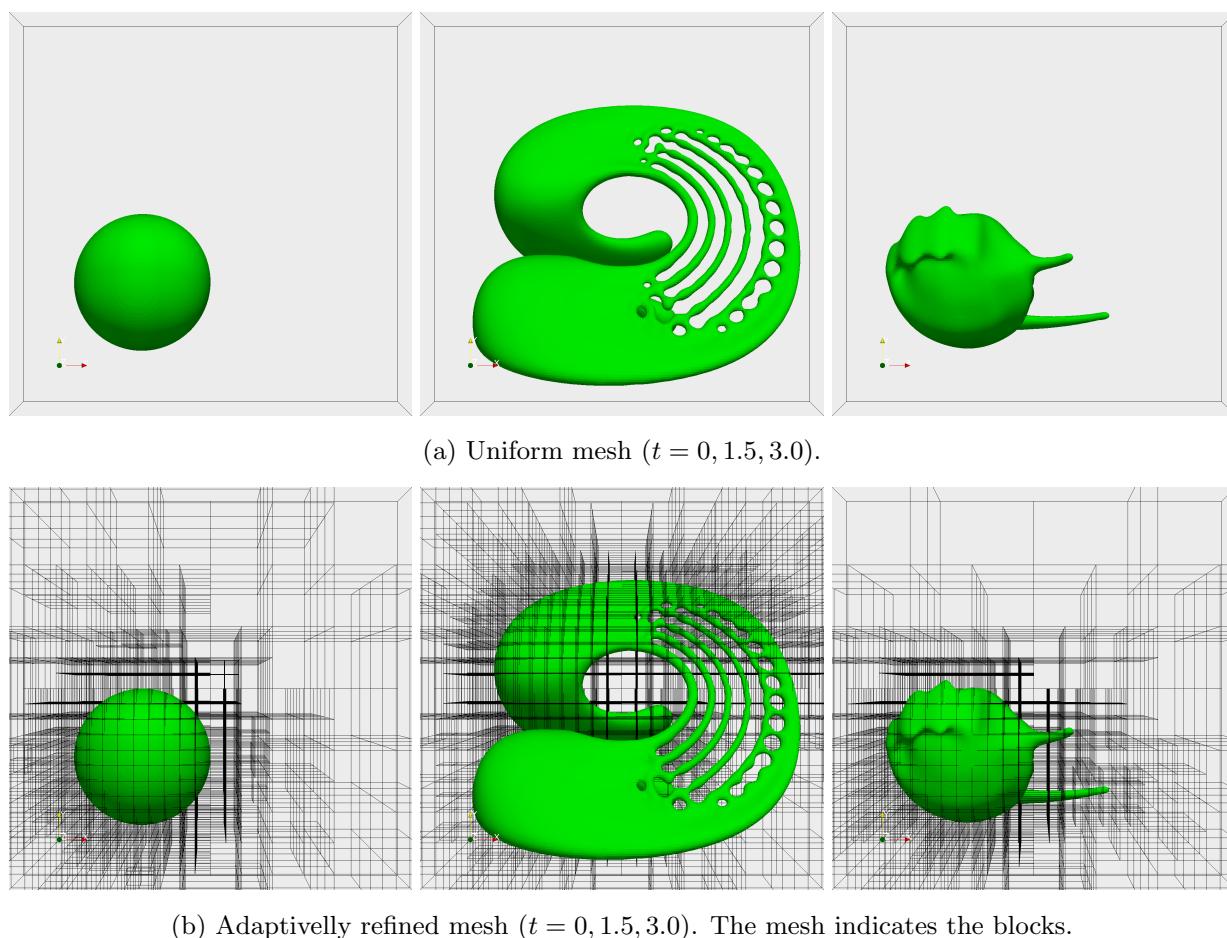 (a) Uniform mesh (t = 0, 1.5, 3.0).
(b) Adaptivelly refined mesh (t = 0, 1.5, 3.0). The mesh indicates the blocks.